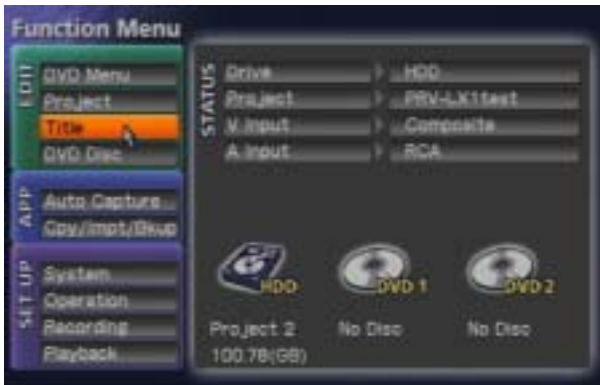 Function Menu
EDIT
DVD Menu
Project
Title
DVD Disc
APP
Auto Capture
Cpy/Impt/Bkup
SET UP
System
Operation
Recording
Playback
STATUS
Drive HDD
Project PRV-LX1test
V.Input Composite
A.Input RCA
HDD DVD 1 DVD 2
Project 2 No Disc No Disc
100.78(GB)